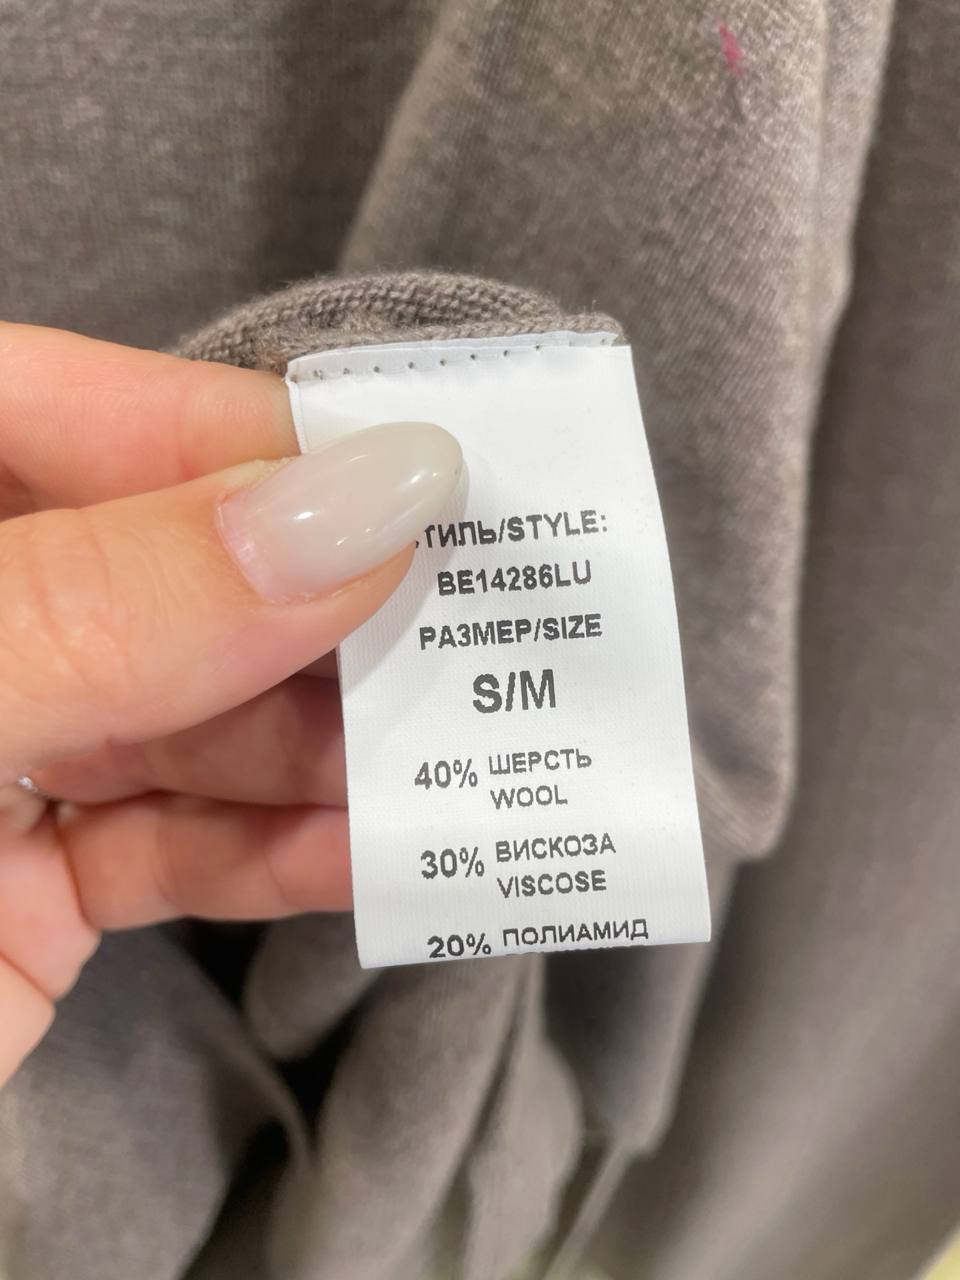 ТИЛЬ/STYLE:
BE14286LU
РАЗМЕР/SIZE
S/M
40% ШЕРСТЬ
WOOL
30% ВИСКОЗА
VISCOSE
20% ПОЛИАМИД